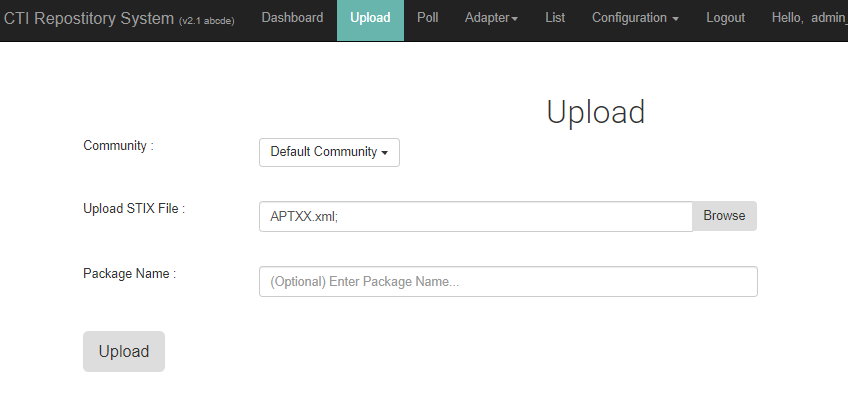 CTI Repostitory System (v2.1 abcde) Dashboard Upload Poll Adapter List Configuration Logout Hello, admin_
Upload
Community : Default Community
Upload STIX File : APTXX.xml; Browse
Package Name : (Optional) Enter Package Name...
Upload